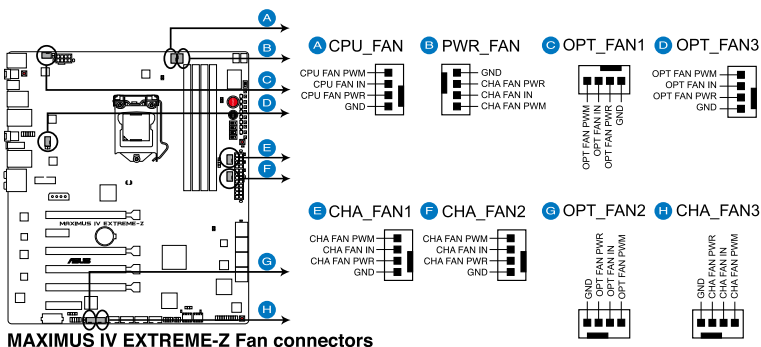 A
B
C
D
E
F
G
H
MAXIMUS IV EXTREME-Z
ASUS
A CPU_FAN
CPU FAN PWM
CPU FAN IN
CPU FAN PWR
GND
B PWR_FAN
GND
CHA FAN PWR
CHA FAN IN
CHA FAN PWM
C OPT_FAN1
OPT FAN PWM
OPT FAN IN
OPT FAN PWR
GND
D OPT_FAN3
OPT FAN PWM
OPT FAN IN
OPT FAN PWR
GND
E CHA_FAN1
CHA FAN PWM
CHA FAN IN
CHA FAN PWR
GND
F CHA_FAN2
CHA FAN PWM
CHA FAN IN
CHA FAN PWR
GND
G OPT_FAN2
GND
OPT FAN PWR
OPT FAN IN
OPT FAN PWM
H CHA_FAN3
GND
CHA FAN PWR
CHA FAN IN
CHA FAN PWM
MAXIMUS IV EXTREME-Z Fan connectors